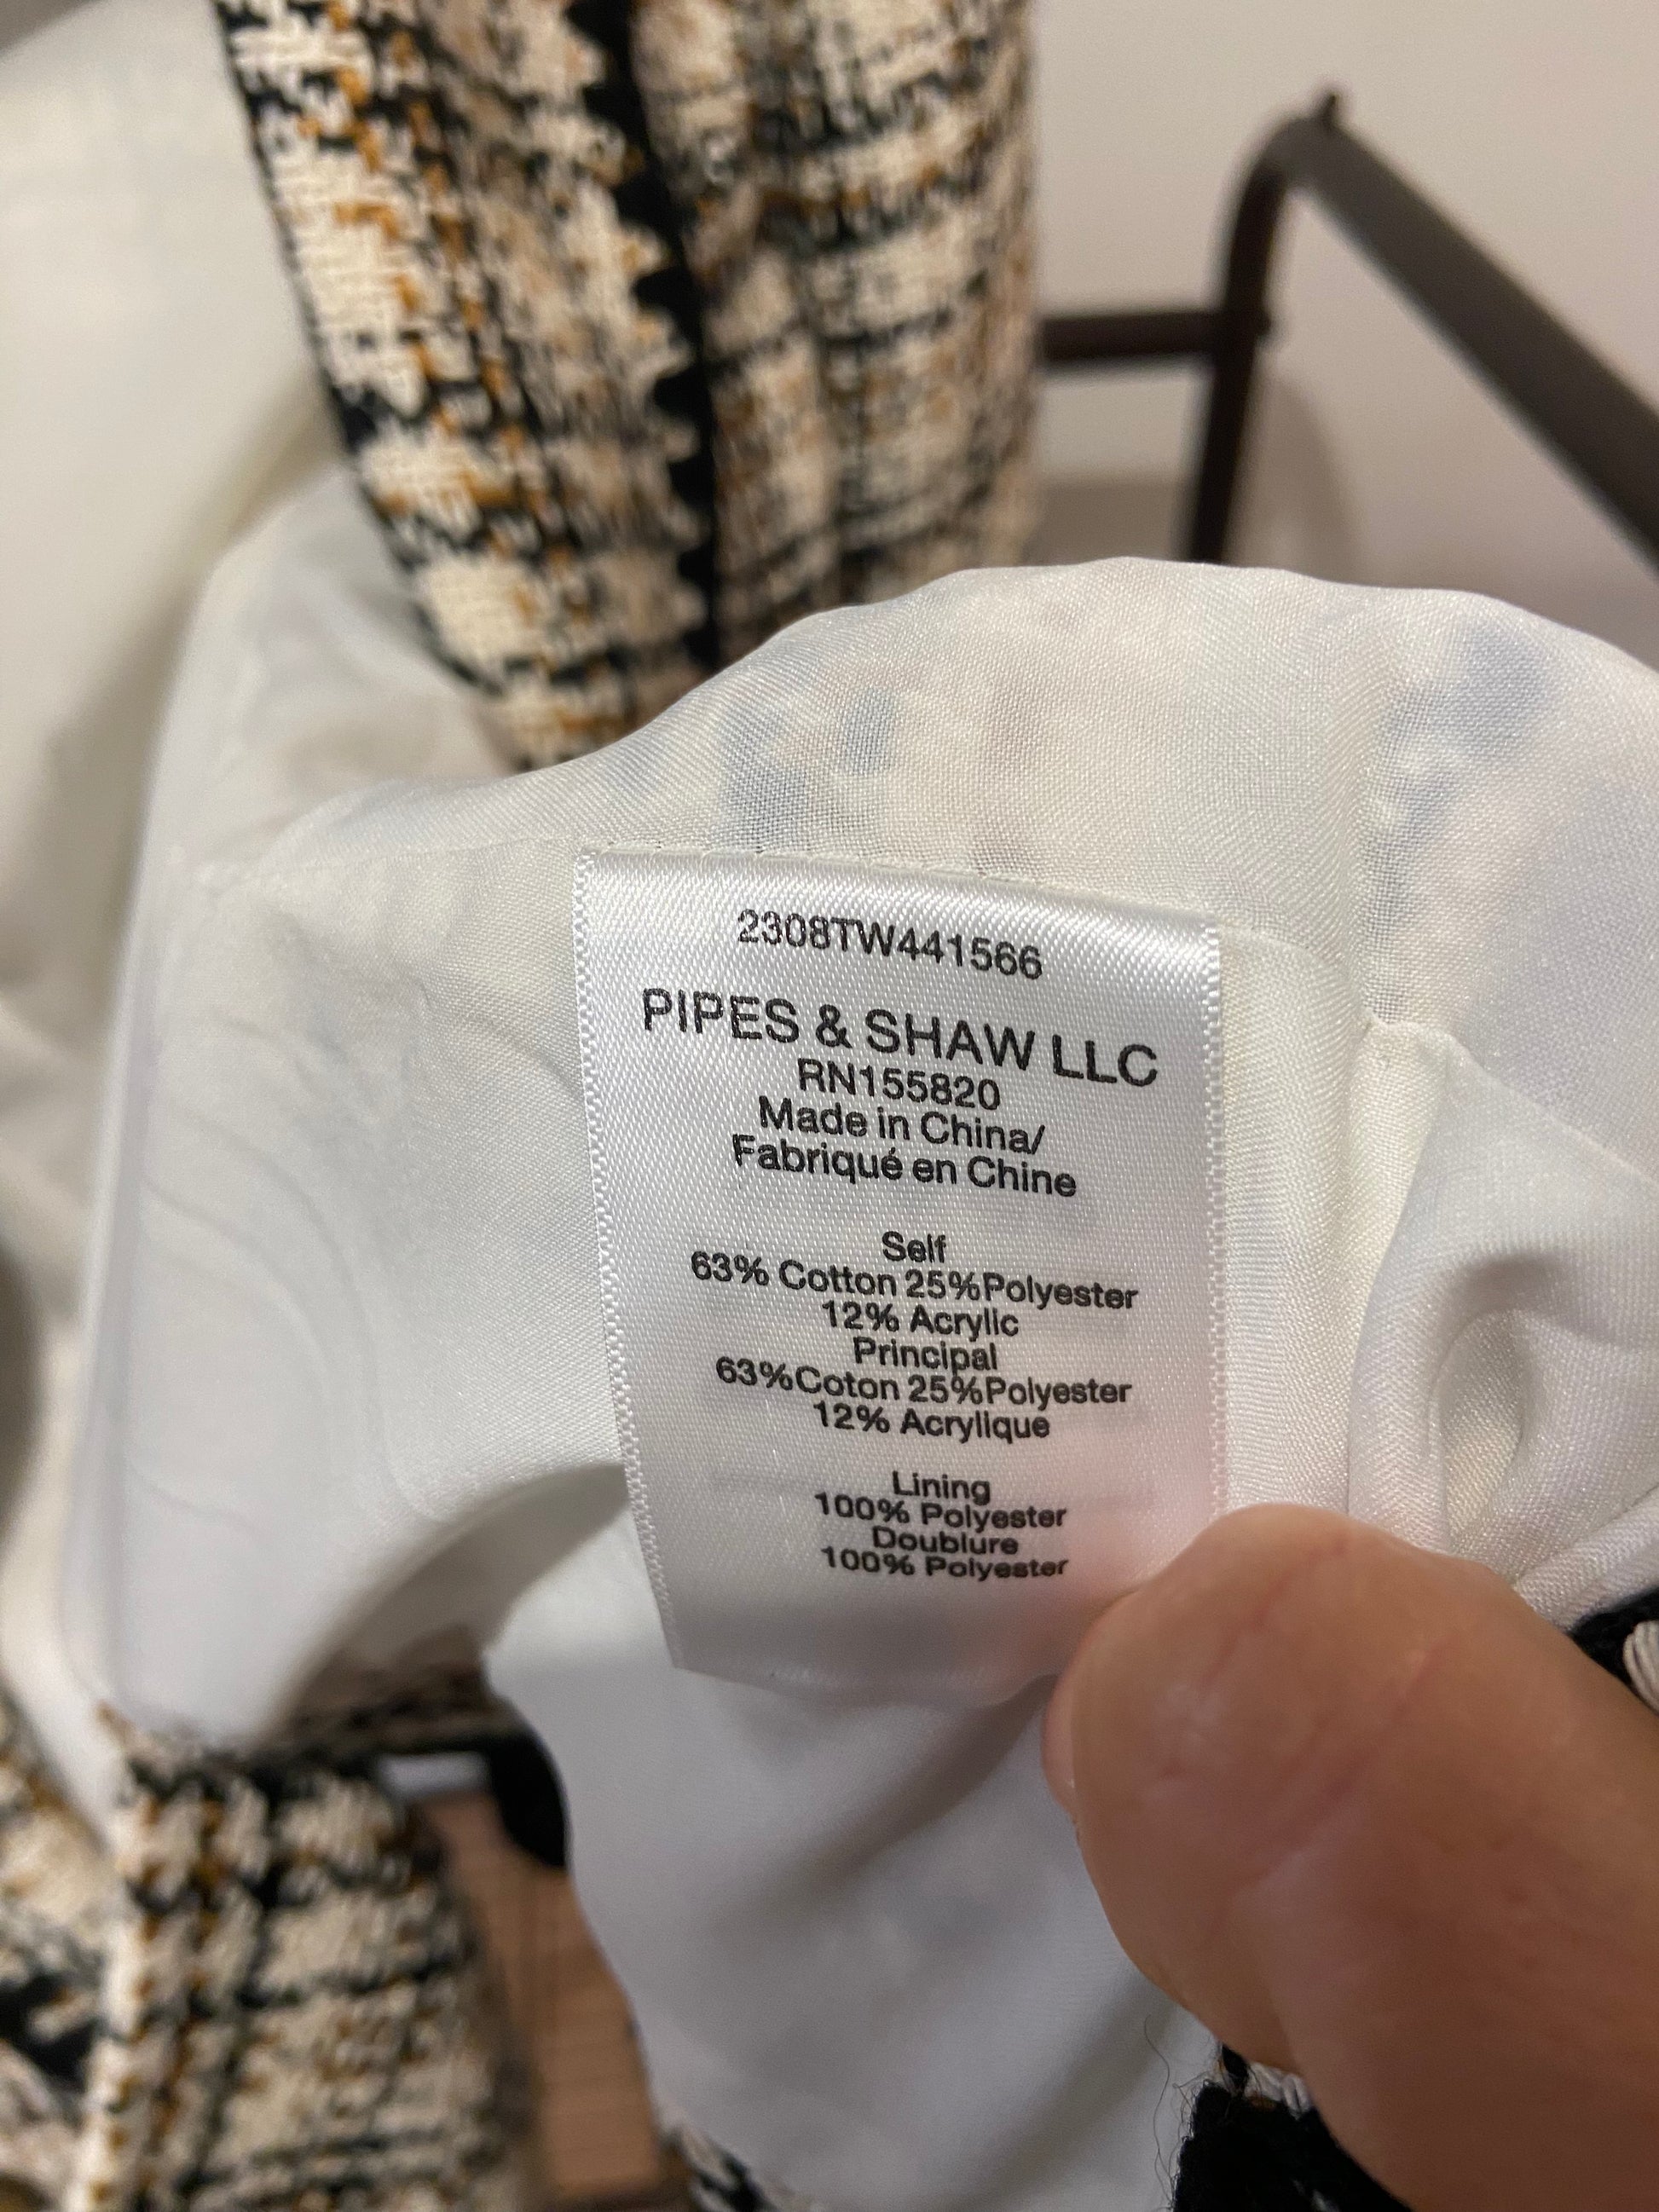 2308TW441566
PIPES & SHAW LLC
RN155820
Made in China/
Fabriqué en Chine
Self
63% Cotton 25%Polyester
12% Acrylic
Principal
63%Coton 25%Polyester
12% Acrylique
Lining
100% Polyester
Doublure
100% Polyester